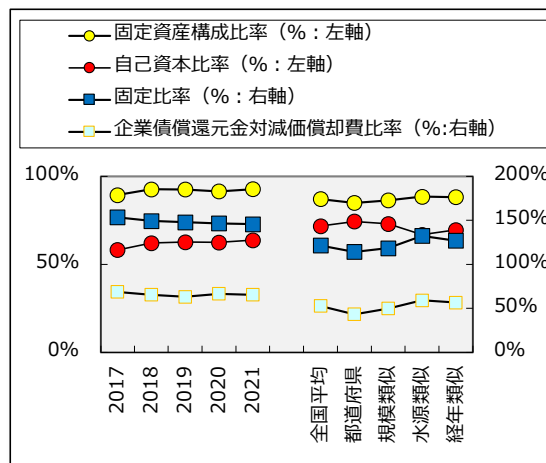 固定資産構成比率（%：左軸）
自己資本比率（%：左軸）
固定比率（%：右軸）
企業債償還元金対減価償却費比率（%:右軸）
100%
50%
0%
200%
150%
100%
50%
0%
2017
2018
2019
2020
2021
全国平均
都道府県
規模類似
水源類似
経年類似